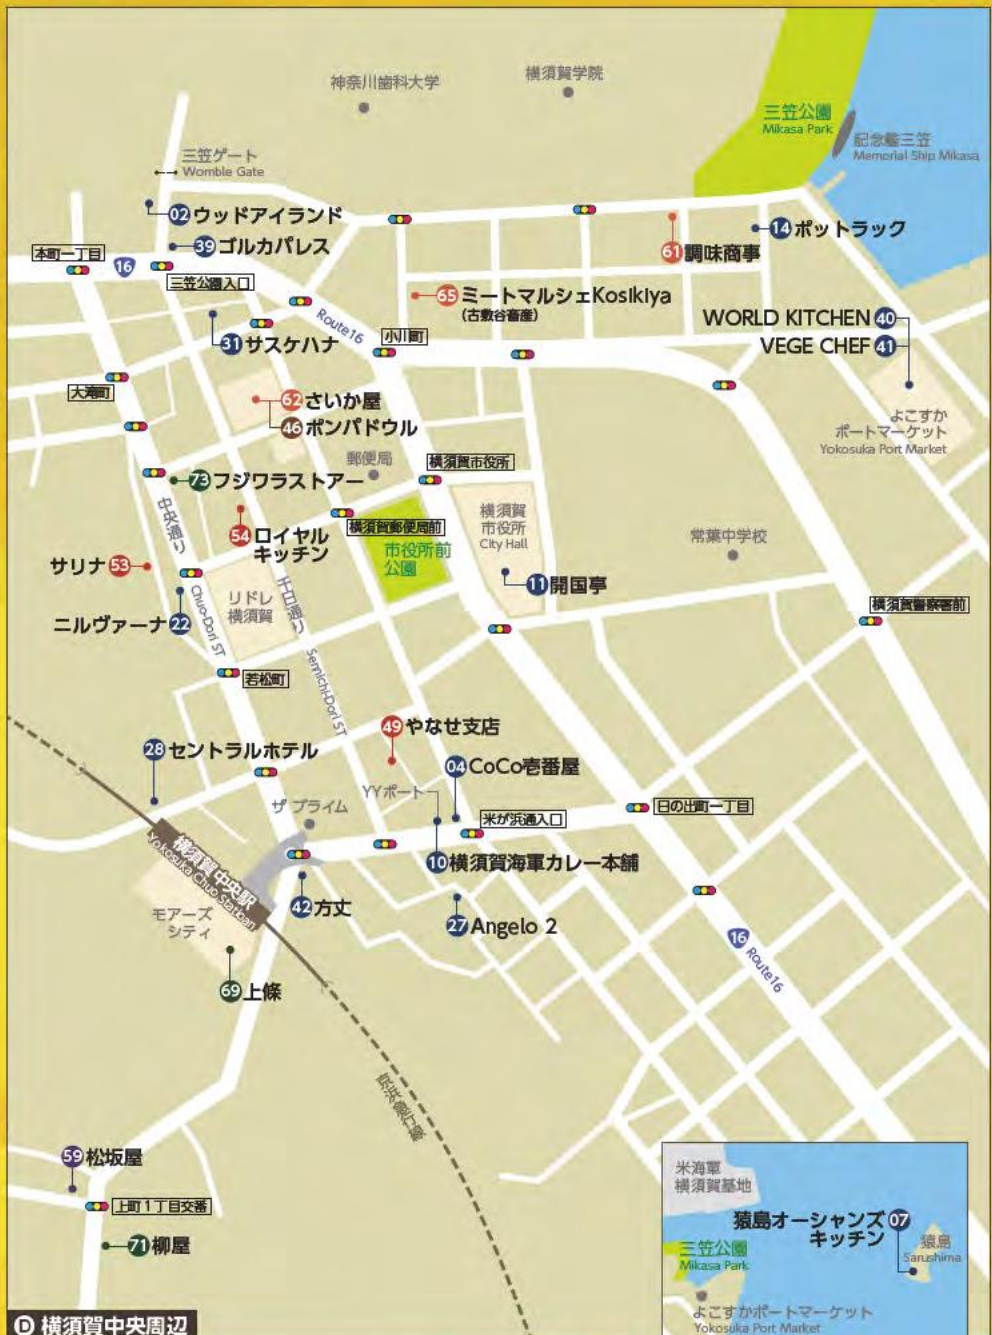 神奈川歯科大学
横須賀学院
三笠公園
Mikasa Park
記念艦三笠
Memorial Ship Mikasa
三笠ゲート
Womble Gate
02 ウッドアイランド
39 ゴルカパレス
14 ポットラック
61 調味商事
本町一丁目
16
三笠公園入口
65 ミートマルシェKosikiya
(古敷谷畜産)
Route16
小川町
WORLD KITCHEN 40
VEGE CHEF 41
31 サスケハナ
大滝町
62 さいか屋
46 ポンパドウル
よこすか
ポートマーケット
Yokosuka Port Market
郵便局
横須賀市役所
73 フジワラストアー
中央通り
54 ロイヤル
キッチン
横須賀郵便局前
市役所前
公園
横須賀
市役所
City Hall
常葉中学校
サリナ 53
11 開国亭
リドレ
横須賀
ニルヴァーナ 22
Chuo-Dori ST
横須賀警察署前
若松町
Sennichi-Dori ST
49 やなせ支店
28 セントラルホテル
04 CoCo壱番屋
ザ プライム
YYポート
米が浜通入口
日の出町一丁目
横須賀中央駅
10 横須賀海軍カレー本舗
モアーズ
シティ
42 方丈
27 Angelo 2
16
Route16
69 上條
京浜急行線
59 松坂屋
上町1丁目交番
71 柳屋
米海軍
横須賀基地
猿島オーシャンズ 07
キッチン
猿島
Sarushima
三笠公園
Mikasa Park
よこすかポートマーケット
Yokosuka Port Market
D 横須賀中央周辺